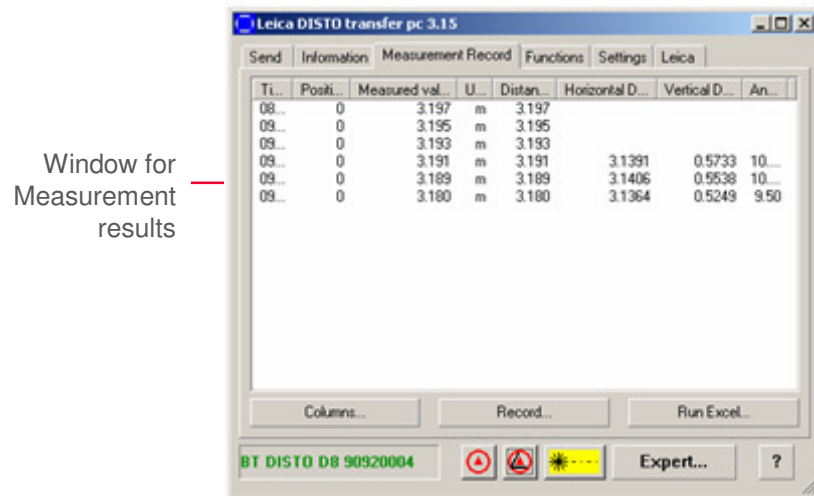 Leica DISTO transfer pc 3.15
Send Information Measurement Record Functions Settings Leica
Ti... Positi... Measured val... U... Distan... Horizontal D... Vertical D... An...
08... 0 3.197 m 3.197
09... 0 3.195 m 3.195
09... 0 3.193 m 3.193
09... 0 3.191 m 3.191 3.1391 0.5733 10....
09... 0 3.189 m 3.189 3.1406 0.5538 10....
09... 0 3.180 m 3.180 3.1364 0.5249 9.50
Window for
Measurement
results
Columns... Record... Run Excel...
BT DISTO D8 90920004 Expert... ?